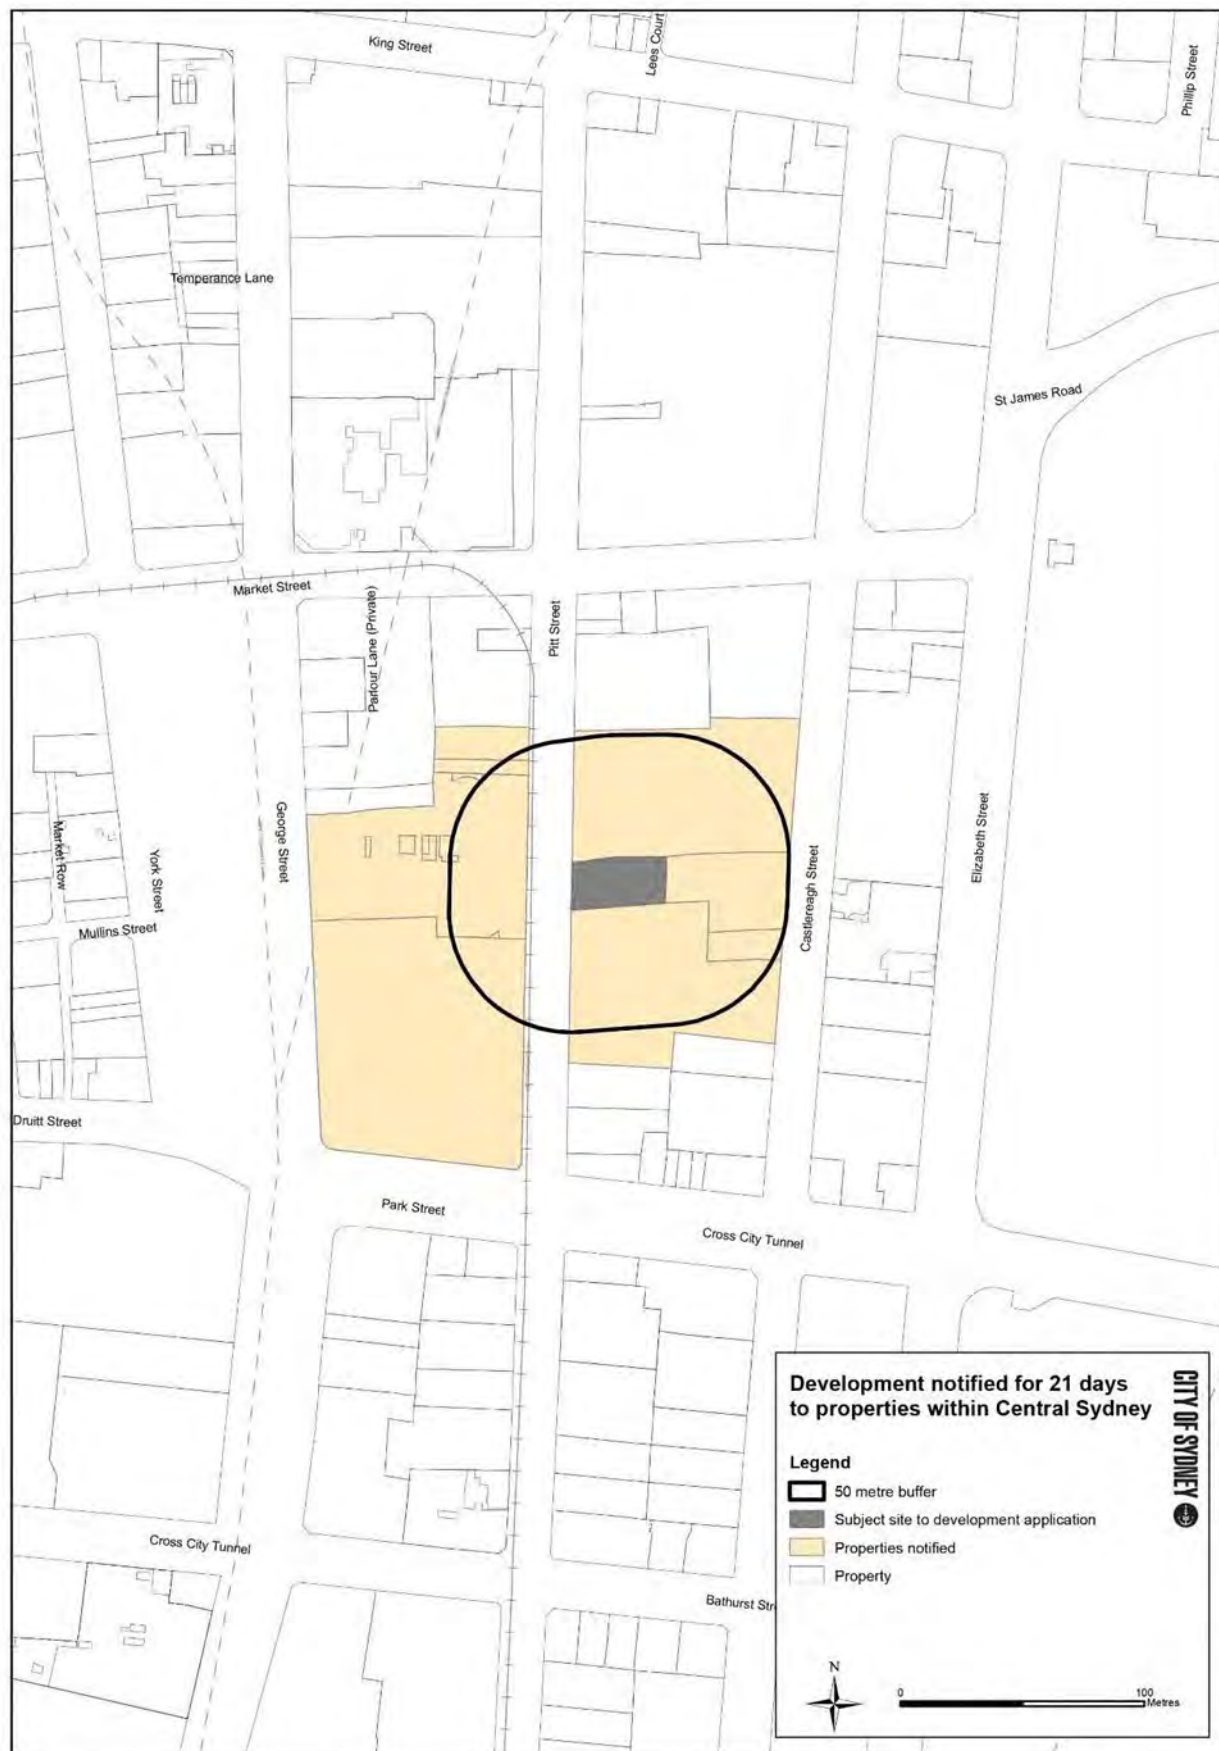 King Street
Lees Court
Phillip Street
Temperance Lane
St James Road
Market Street
Parlour Lane (Private)
Pitt Street
George Street
Market Row
York Street
Castlereagh Street
Elizabeth Street
Mullins Street
Druitt Street
Park Street
Cross City Tunnel
Development notified for 21 days
to properties within Central Sydney
CITY OF SYDNEY
Legend
50 metre buffer
Subject site to development application
Properties notified
Property
Cross City Tunnel
Bathurst Str
N
0
100
Metres